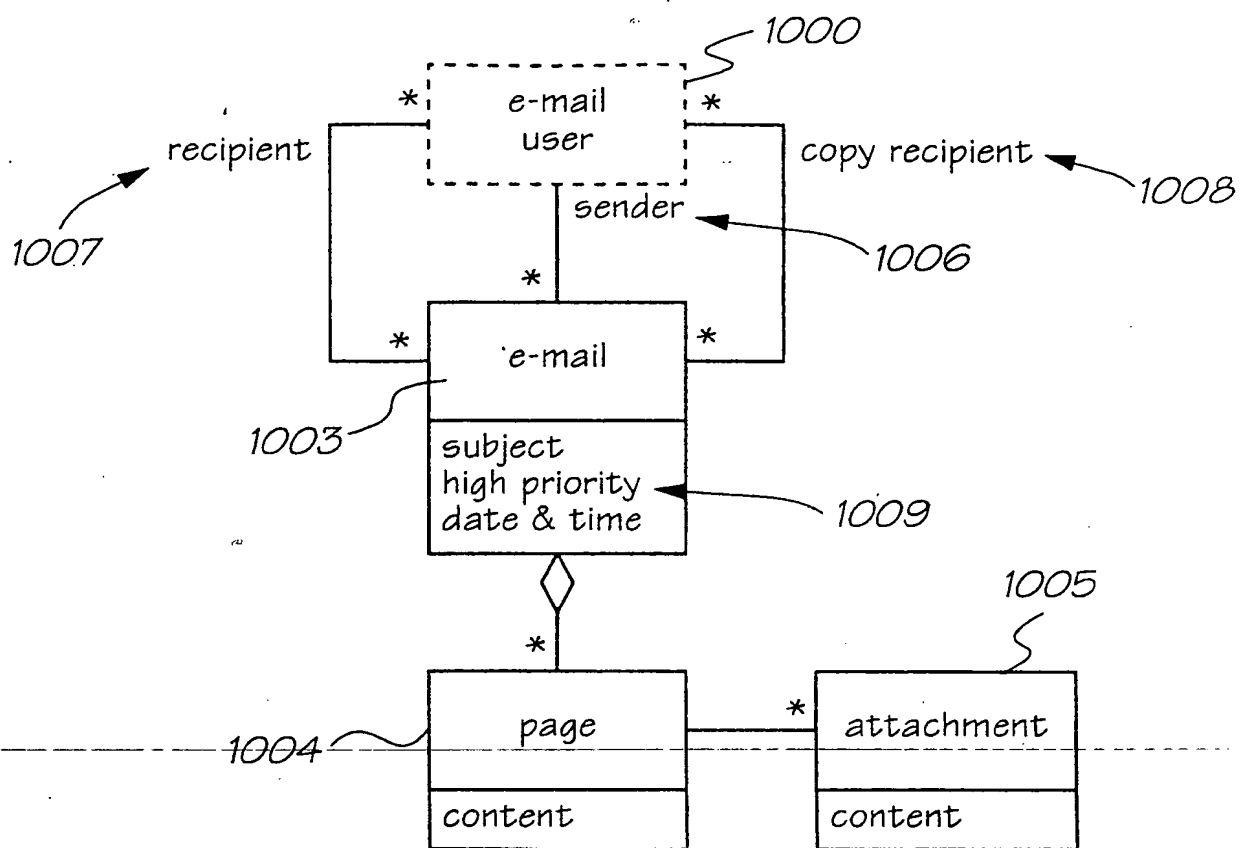 1000
* e-mail *
user
recipient
copy recipient
1008
1007
sender
1006
*
* e-mail *
1003
subject
high priority
date & time
1009
1005
*
page
* attachment
1004
content
content